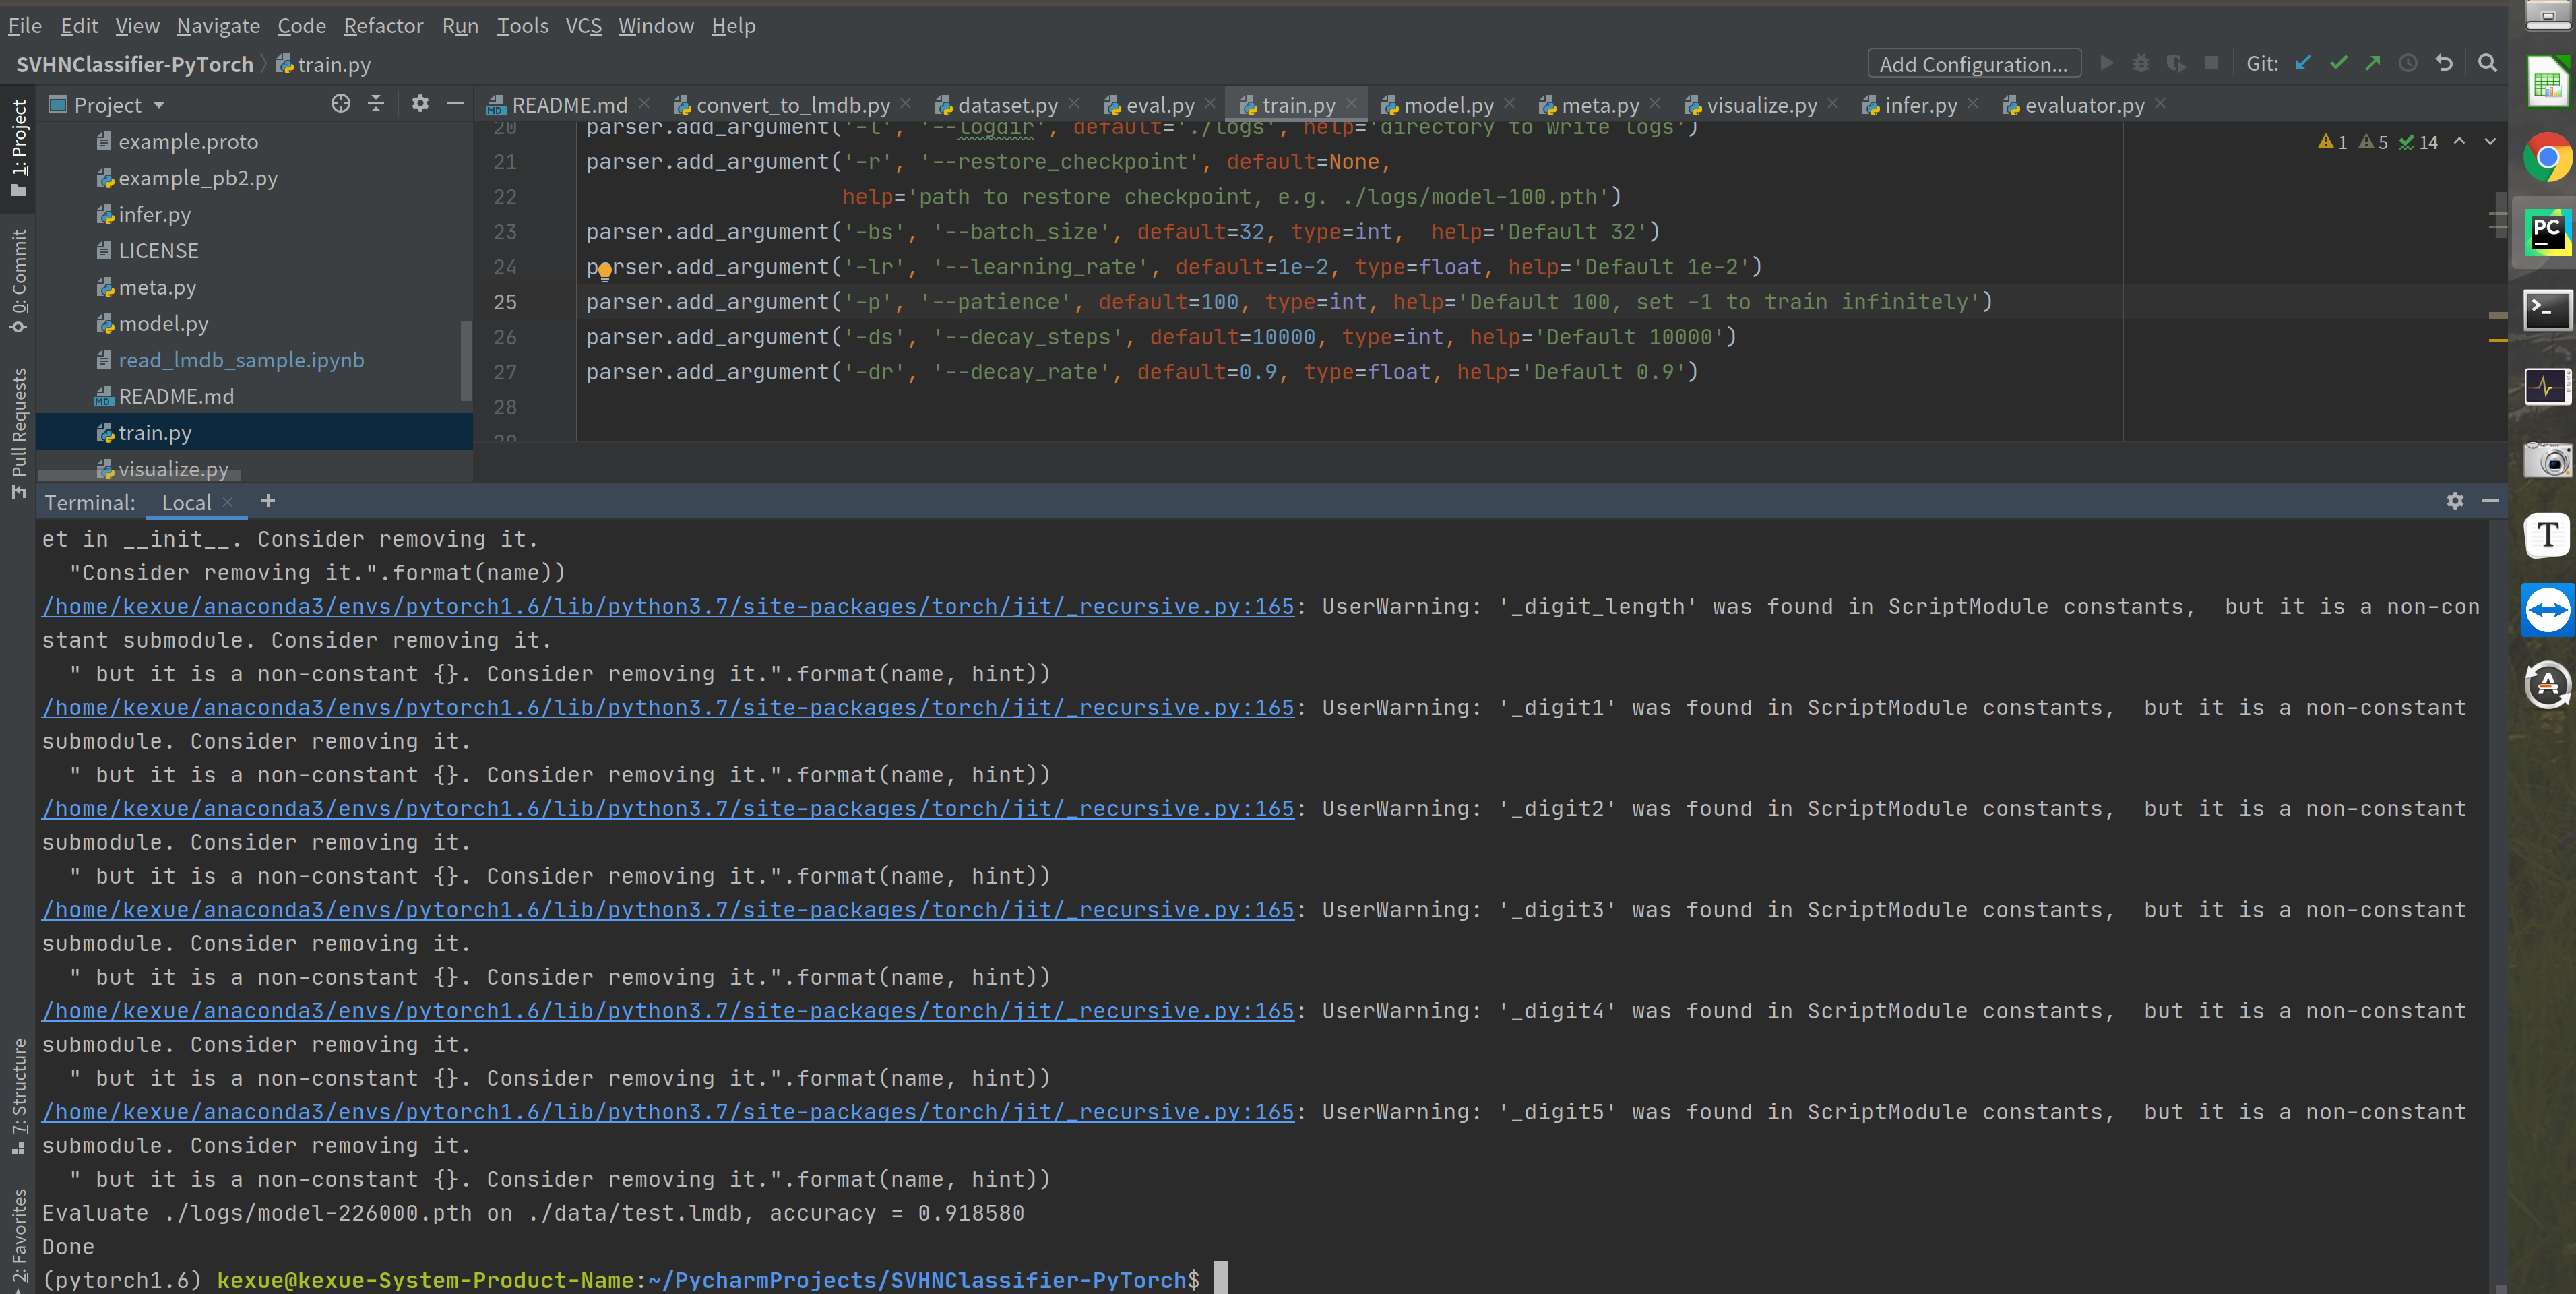 File Edit View Navigate Code Refactor Run Tools VCS Window Help
SVHNClassifier-PyTorch train.py Add Configuration... Git:
Project README.md convert_to_lmdb.py dataset.py eval.py train.py model.py meta.py visualize.py infer.py evaluator.py
1: Project
0: Commit
Pull Requests
7: Structure
2: Favorites
example.proto
example_pb2.py
infer.py
LICENSE
meta.py
model.py
read_lmdb_sample.ipynb
README.md
train.py
visualize.py
1 5 14
20 parser.add_argument('-l', '--logdir', default='./logs', help='directory to write logs')
21 parser.add_argument('-r', '--restore_checkpoint', default=None,
22 help='path to restore checkpoint, e.g. ./logs/model-100.pth')
23 parser.add_argument('-bs', '--batch_size', default=32, type=int,  help='Default 32')
24 parser.add_argument('-lr', '--learning_rate', default=1e-2, type=float, help='Default 1e-2')
25 parser.add_argument('-p', '--patience', default=100, type=int, help='Default 100, set -1 to train infinitely')
26 parser.add_argument('-ds', '--decay_steps', default=10000, type=int, help='Default 10000')
27 parser.add_argument('-dr', '--decay_rate', default=0.9, type=float, help='Default 0.9')
28
29
Terminal: Local +
et in __init__. Consider removing it.
"Consider removing it.".format(name))
/home/kexue/anaconda3/envs/pytorch1.6/lib/python3.7/site-packages/torch/jit/_recursive.py:165: UserWarning: '_digit_length' was found in ScriptModule constants,  but it is a non-con
stant submodule. Consider removing it.
" but it is a non-constant {}. Consider removing it.".format(name, hint))
/home/kexue/anaconda3/envs/pytorch1.6/lib/python3.7/site-packages/torch/jit/_recursive.py:165: UserWarning: '_digit1' was found in ScriptModule constants,  but it is a non-constant
submodule. Consider removing it.
" but it is a non-constant {}. Consider removing it.".format(name, hint))
/home/kexue/anaconda3/envs/pytorch1.6/lib/python3.7/site-packages/torch/jit/_recursive.py:165: UserWarning: '_digit2' was found in ScriptModule constants,  but it is a non-constant
submodule. Consider removing it.
" but it is a non-constant {}. Consider removing it.".format(name, hint))
/home/kexue/anaconda3/envs/pytorch1.6/lib/python3.7/site-packages/torch/jit/_recursive.py:165: UserWarning: '_digit3' was found in ScriptModule constants,  but it is a non-constant
submodule. Consider removing it.
" but it is a non-constant {}. Consider removing it.".format(name, hint))
/home/kexue/anaconda3/envs/pytorch1.6/lib/python3.7/site-packages/torch/jit/_recursive.py:165: UserWarning: '_digit4' was found in ScriptModule constants,  but it is a non-constant
submodule. Consider removing it.
" but it is a non-constant {}. Consider removing it.".format(name, hint))
/home/kexue/anaconda3/envs/pytorch1.6/lib/python3.7/site-packages/torch/jit/_recursive.py:165: UserWarning: '_digit5' was found in ScriptModule constants,  but it is a non-constant
submodule. Consider removing it.
" but it is a non-constant {}. Consider removing it.".format(name, hint))
Evaluate ./logs/model-226000.pth on ./data/test.lmdb, accuracy = 0.918580
Done
(pytorch1.6) kexue@kexue-System-Product-Name:~/PycharmProjects/SVHNClassifier-PyTorch$
PC
T
A